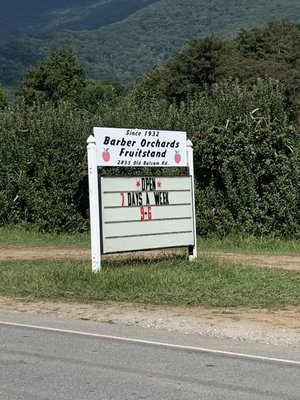 Since 1932
Barber Orchards
Fruitstand
2855 Old Balsam Rd.
OPEN
7 DAYS A WEEK
9-6